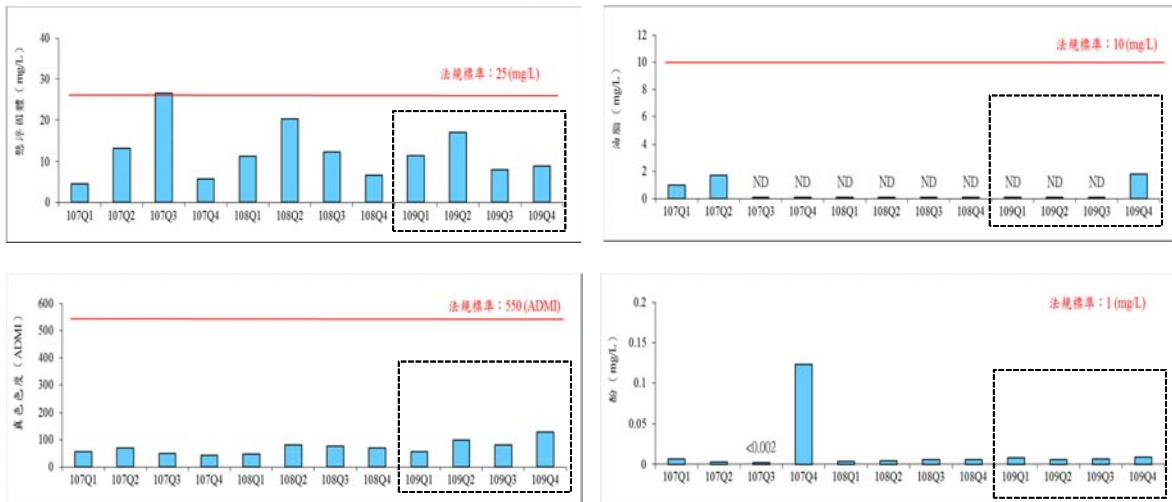 法規標準：25 (mg/L)
懸浮固體（mg/L）
40
30
20
10
0
107Q1 107Q2 107Q3 107Q4 108Q1 108Q2 108Q3 108Q4 109Q1 109Q2 109Q3 109Q4
法規標準：10 (mg/L)
油脂（mg/L）
12
10
8
6
4
2
0
ND ND ND ND ND ND ND ND ND
107Q1 107Q2 107Q3 107Q4 108Q1 108Q2 108Q3 108Q4 109Q1 109Q2 109Q3 109Q4
法規標準：550 (ADMI)
真色色度（ADMI）
600
500
400
300
200
100
0
107Q1 107Q2 107Q3 107Q4 108Q1 108Q2 108Q3 108Q4 109Q1 109Q2 109Q3 109Q4
法規標準：1 (mg/L)
酚（mg/L）
0.2
0.15
0.1
0.05
0
<0.002
107Q1 107Q2 107Q3 107Q4 108Q1 108Q2 108Q3 108Q4 109Q1 109Q2 109Q3 109Q4